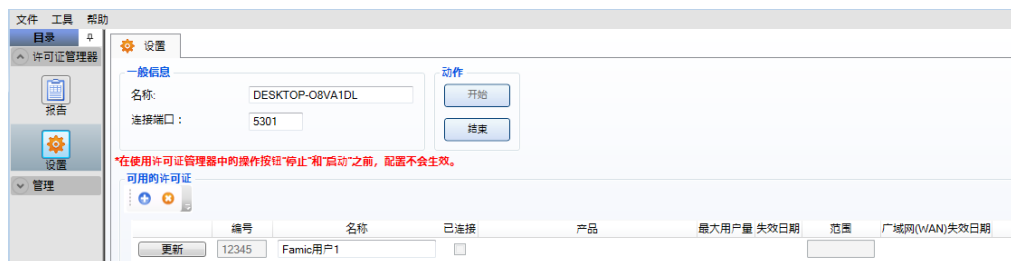 文件 工具 帮助
目录
许可证管理器
报告
设置
管理
设置
一般信息
名称: DESKTOP-O8VA1DL
连接端口： 5301
动作
开始
结束
*在使用许可证管理器中的操作按钮“停止”和“启动”之前，配置不会生效。
可用的许可证
编号 名称 已连接 产品 最大用户量 失效日期 范围 广域网(WAN)失效日期
更新 12345 Famic用户1